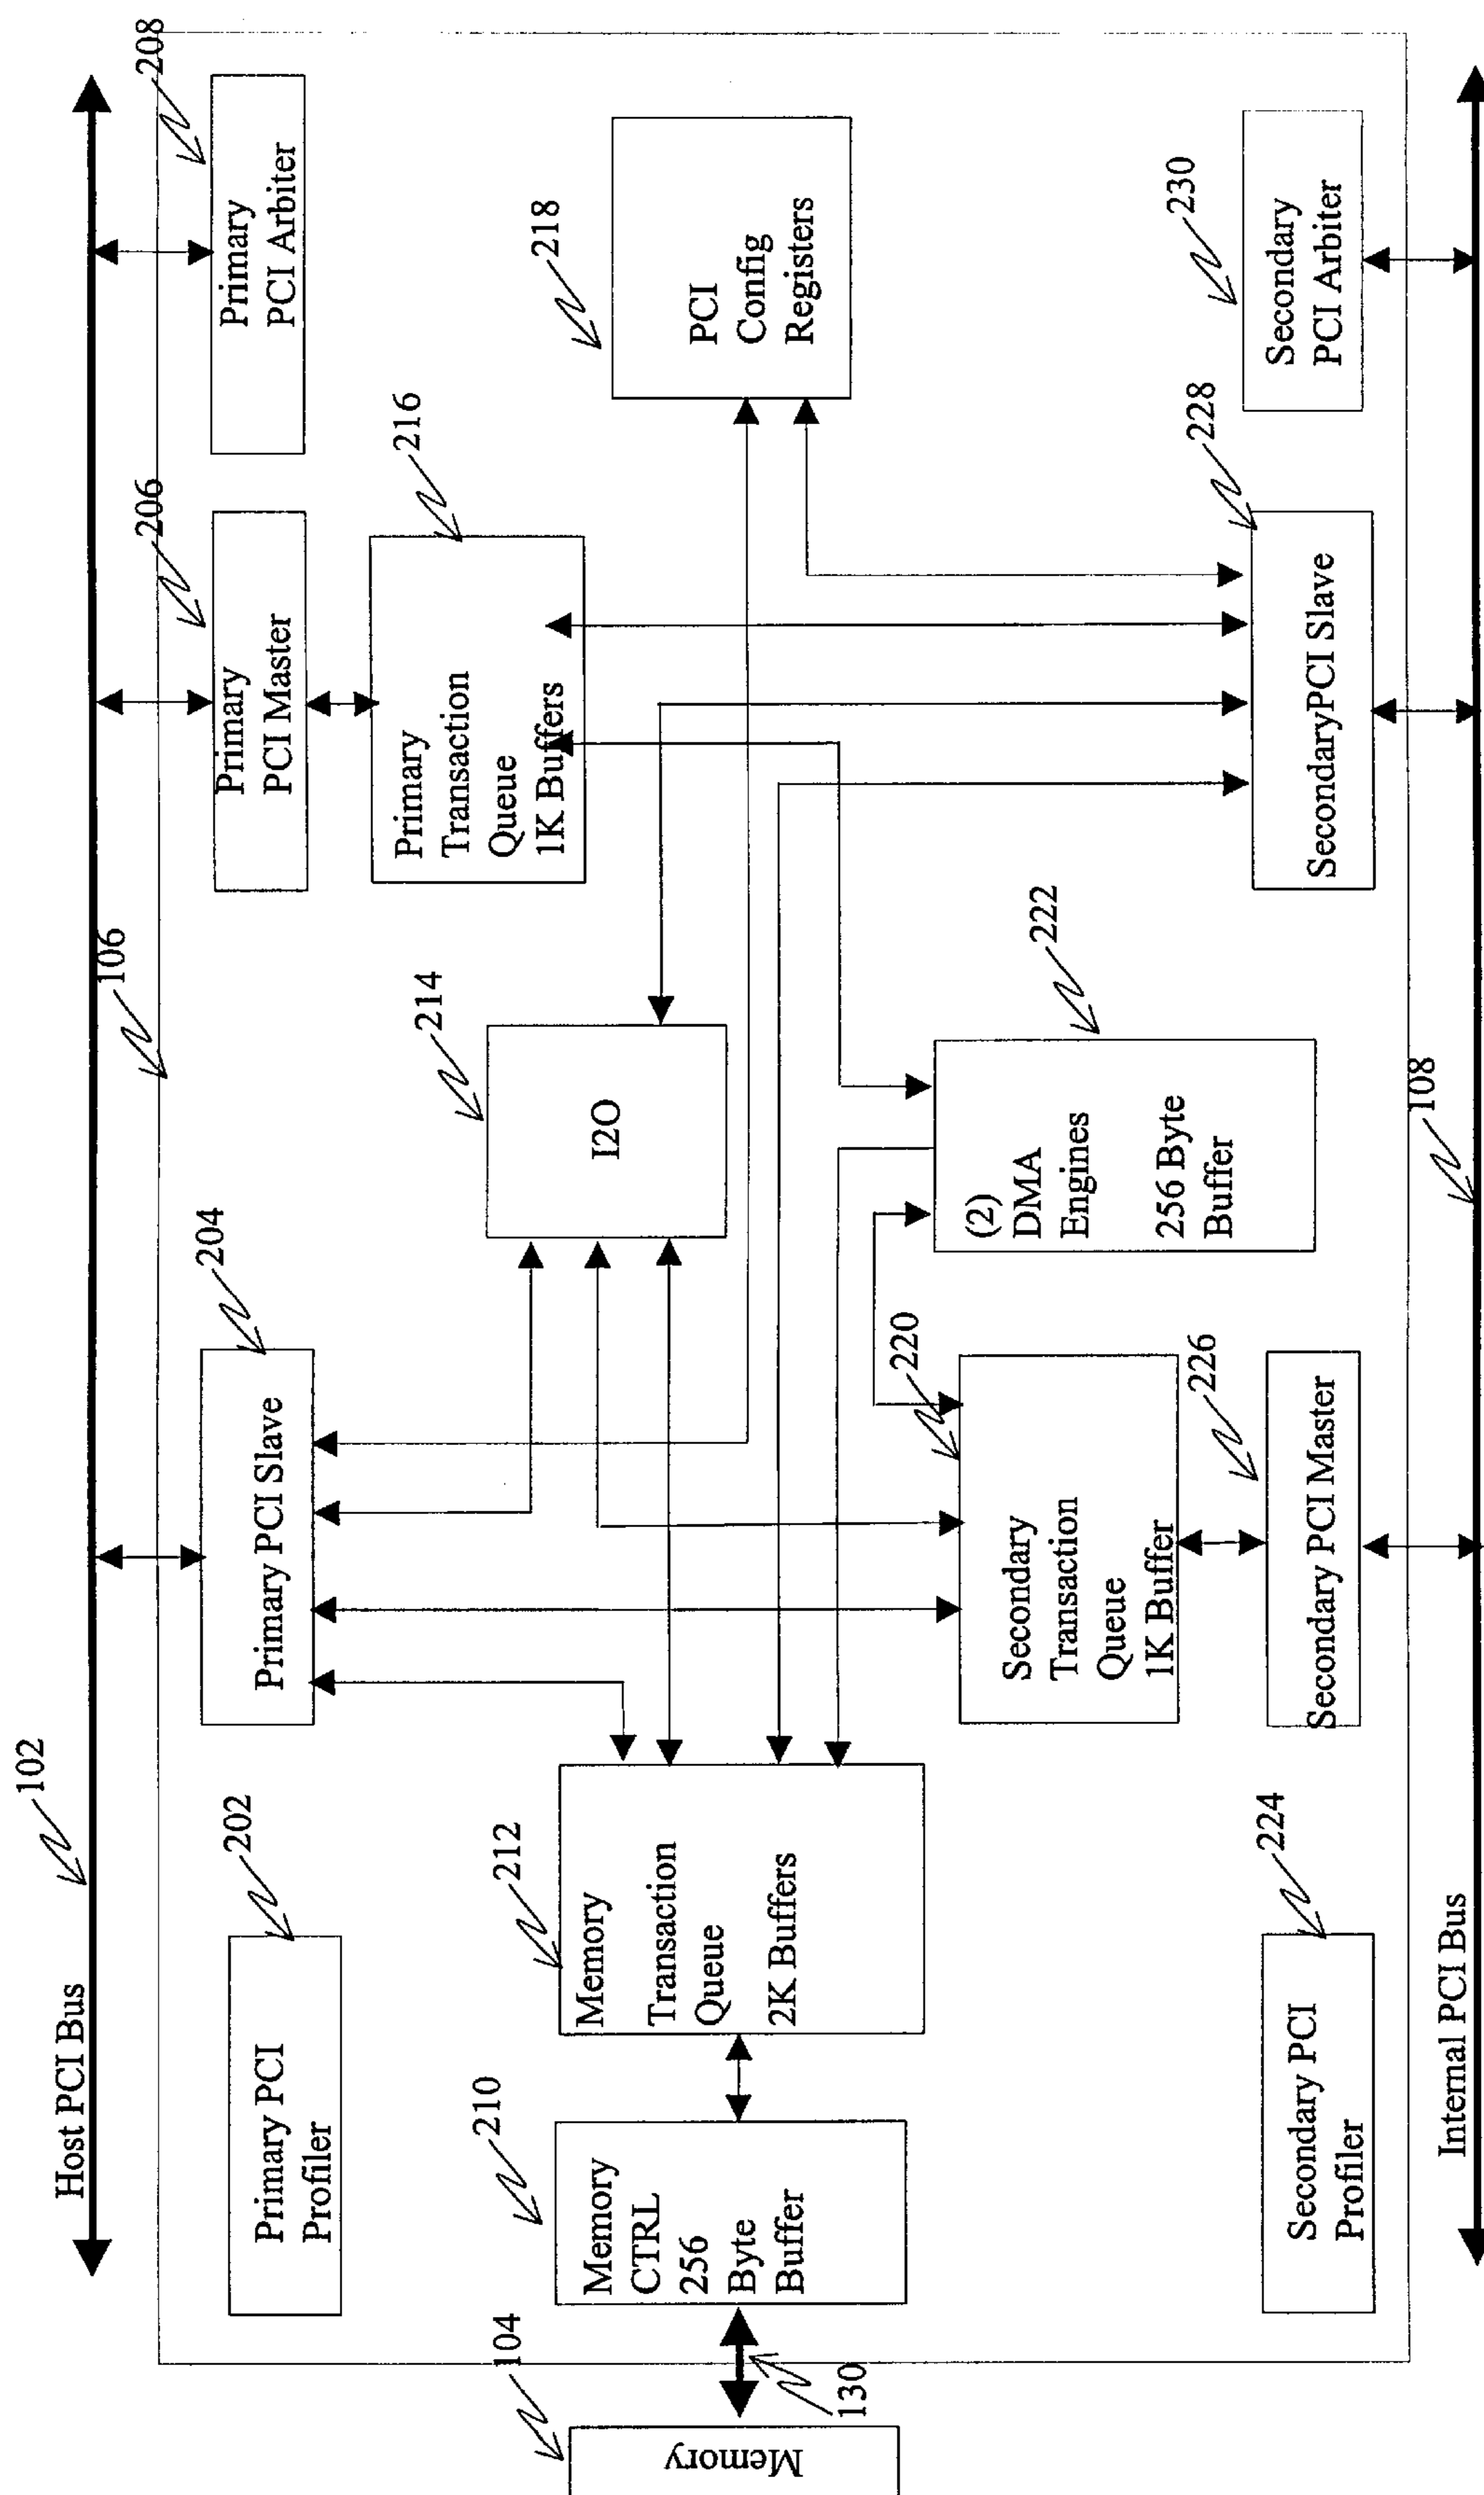 102
Host PCI Bus
106
208
206
204
202
Primary PCI
Profiler
Primary PCI Slave
Primary
PCI Master
Primary
PCI Arbiter
104
Memory
130
210
Memory
CTRL
256
Byte
Buffer
212
Memory
Transaction
Queue
2K Buffers
214
I2O
216
Primary
Transaction
Queue
1K Buffers
218
PCI
Config
Registers
220
Secondary
Transaction
Queue
1K Buffer
222
(2)
DMA
Engines
256 Byte
Buffer
224
Secondary PCI
Profiler
226
Secondary PCI Master
228
SecondaryPCI Slave
230
Secondary
PCI Arbiter
Internal PCI Bus
108